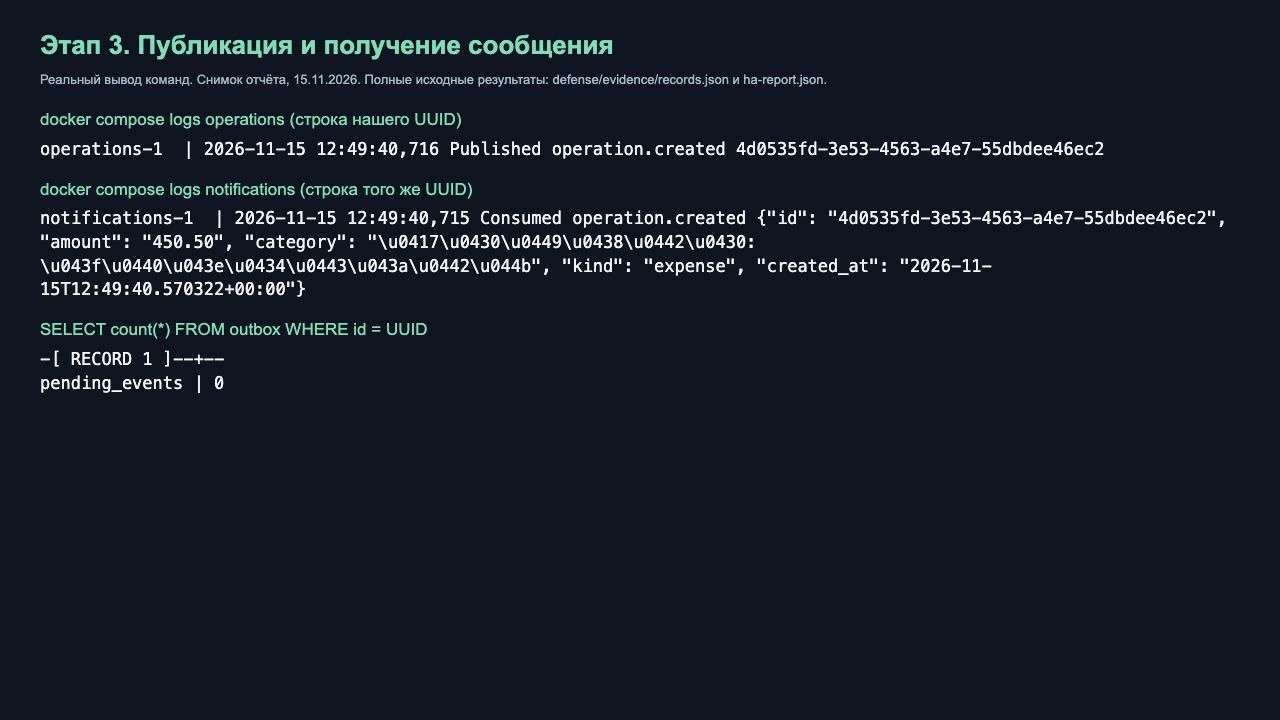 Этап 3. Публикация и получение сообщения
Реальный вывод команд. Снимок отчёта, 15.11.2026. Полные исходные результаты: defense/evidence/records.json и ha-report.json.
docker compose logs operations (строка нашего UUID)
operations-1  | 2026-11-15 12:49:40,716 Published operation.created 4d0535fd-3e53-4563-a4e7-55dbdee46ec2
docker compose logs notifications (строка того же UUID)
notifications-1  | 2026-11-15 12:49:40,715 Consumed operation.created {"id": "4d0535fd-3e53-4563-a4e7-55dbdee46ec2",
"amount": "450.50", "category": "\u0417\u0430\u0449\u0438\u0442\u0430:
\u043f\u0440\u043e\u0434\u0443\u043a\u0442\u044b", "kind": "expense", "created_at": "2026-11-
15T12:49:40.570322+00:00"}
SELECT count(*) FROM outbox WHERE id = UUID
-[ RECORD 1 ]--+--
pending_events | 0